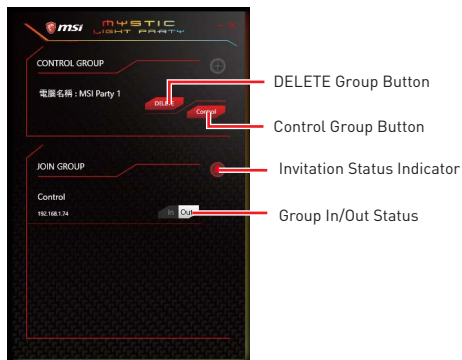 msi MYSTIC
LIGHT PARTY
CONTROL GROUP
電腦名稱 : MSI Party 1
DELETE
Control
DELETE Group Button
Control Group Button
JOIN GROUP
Invitation Status Indicator
Control
192.168.1.74
In Out
Group In/Out Status